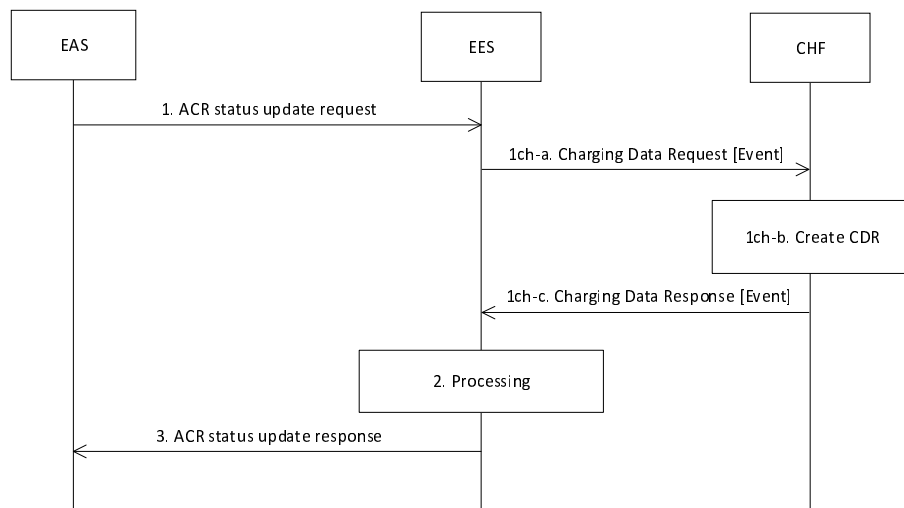 EAS
EES
CHF
1. ACR status update request
1ch-a. Charging Data Request [Event]
1ch-b. Create CDR
1ch-c. Charging Data Response [Event]
2. Processing
3. ACR status update response